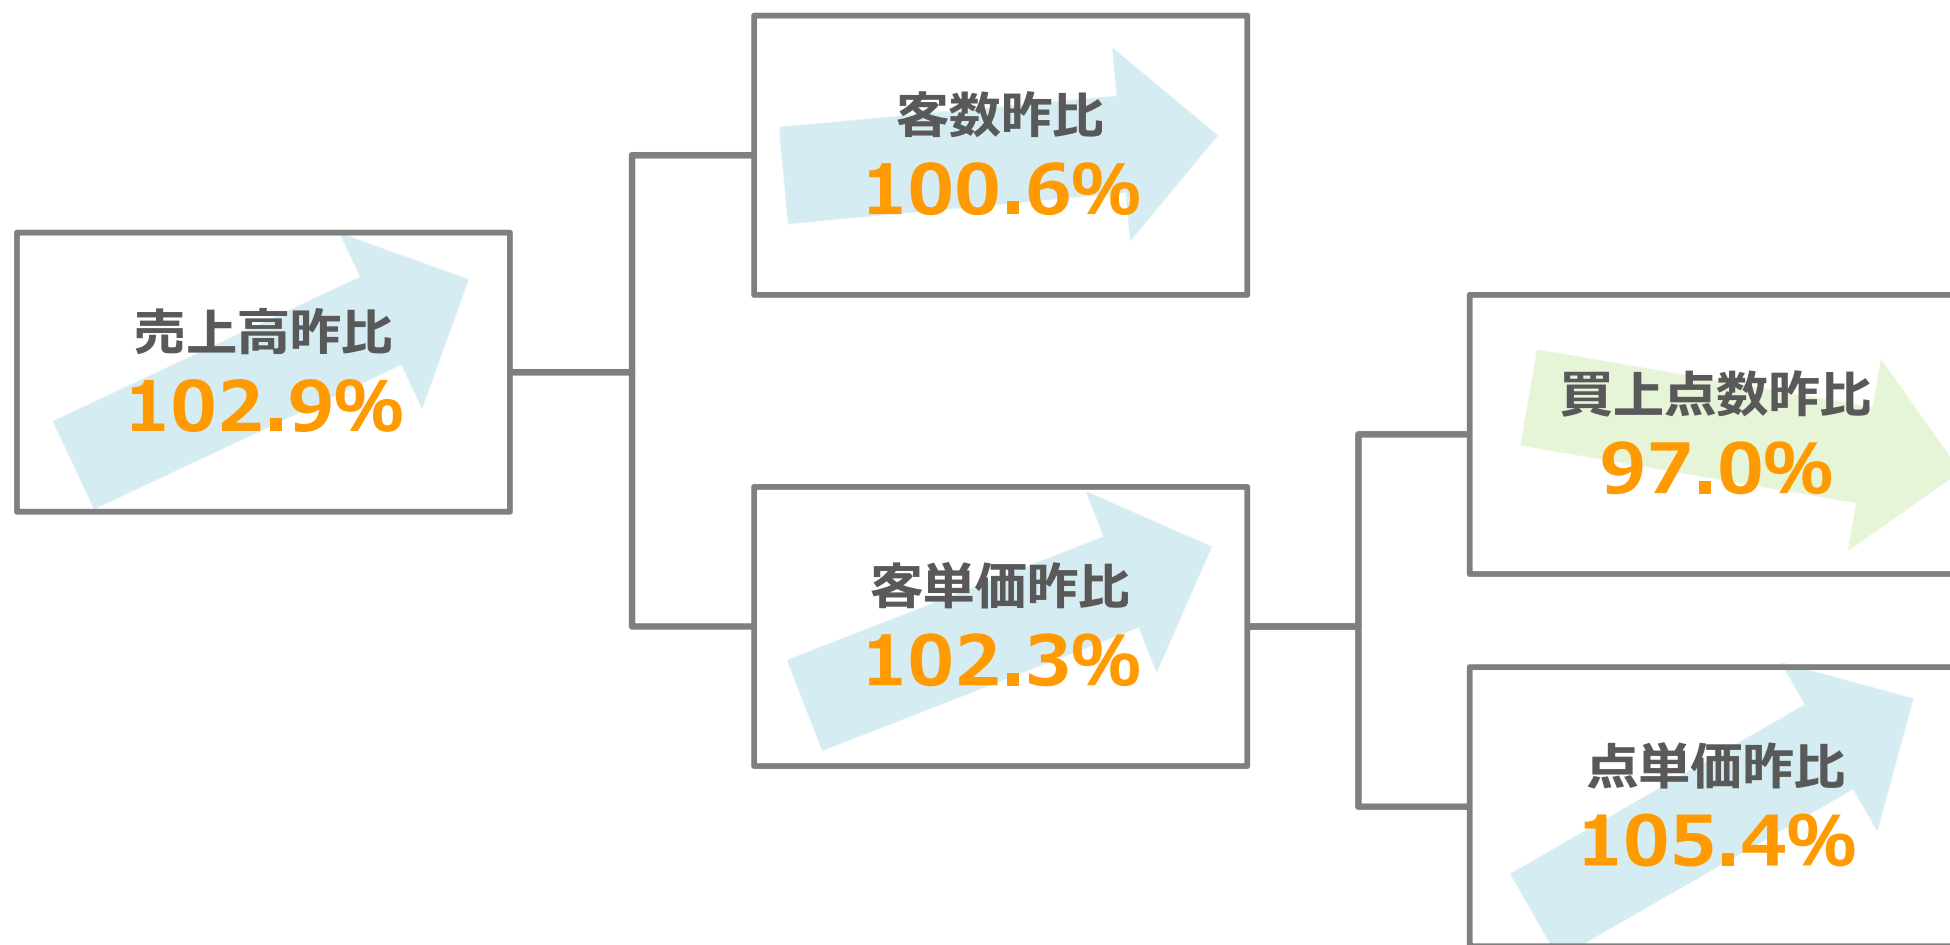 客数昨比
100.6%
売上高昨比
102.9%
買上点数昨比
97.0%
客単価昨比
102.3%
点単価昨比
105.4%